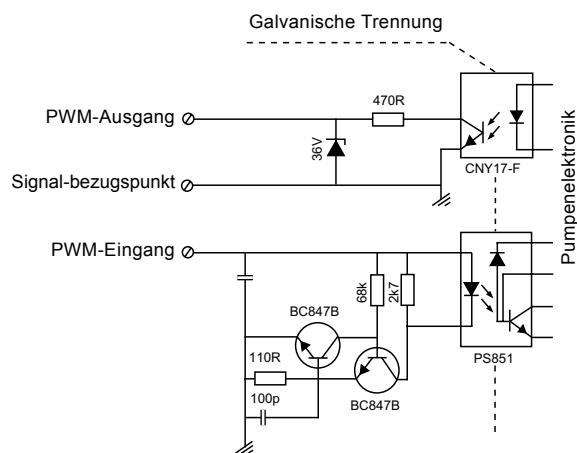 Galvanische Trennung
470R
PWM-Ausgang
36V
Signal-bezugspunkt
CNY17-F
Pumpenelektronik
PWM-Eingang
68k
2k7
BC847B
110R
100p
BC847B
PS851